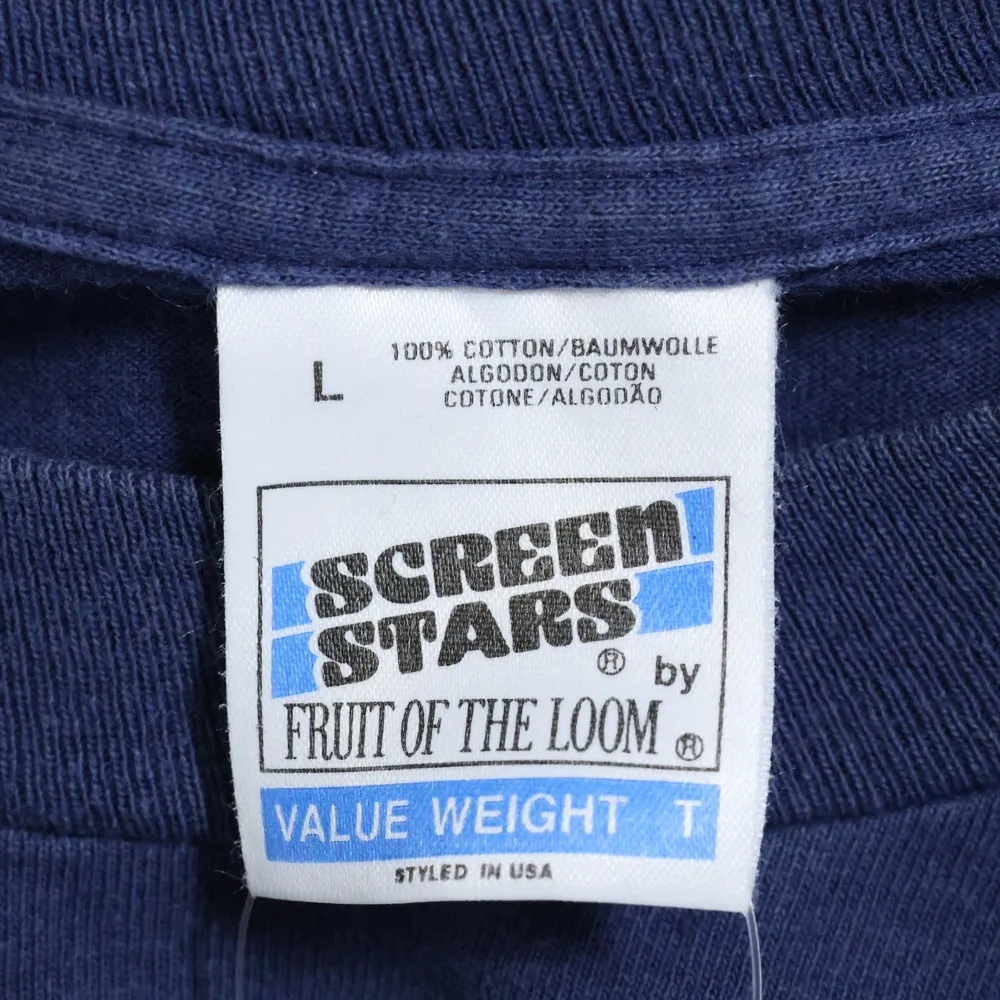 L
100% COTTON/BAUMWOLLE
ALGODON/COTON
COTONE/ALGODÃO
SCREEN
STARS ® by
FRUIT OF THE LOOM ®
VALUE WEIGHT T
STYLED IN USA